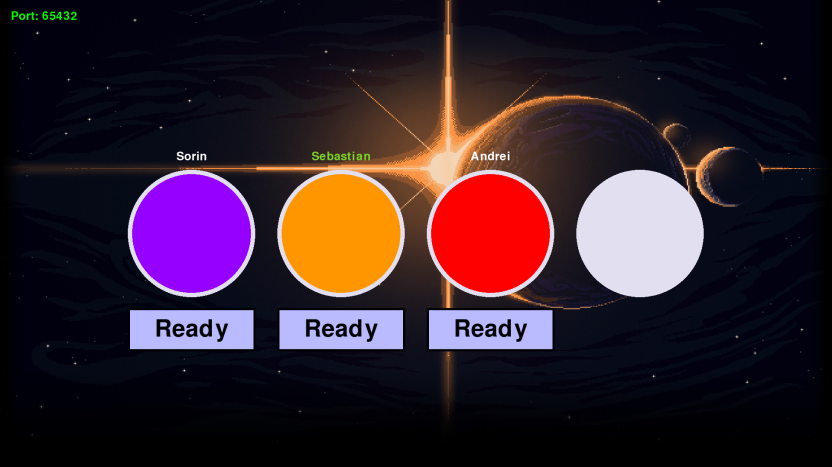 Port: 65432
Sorin
Sebastian
Andrei
Ready
Ready
Ready